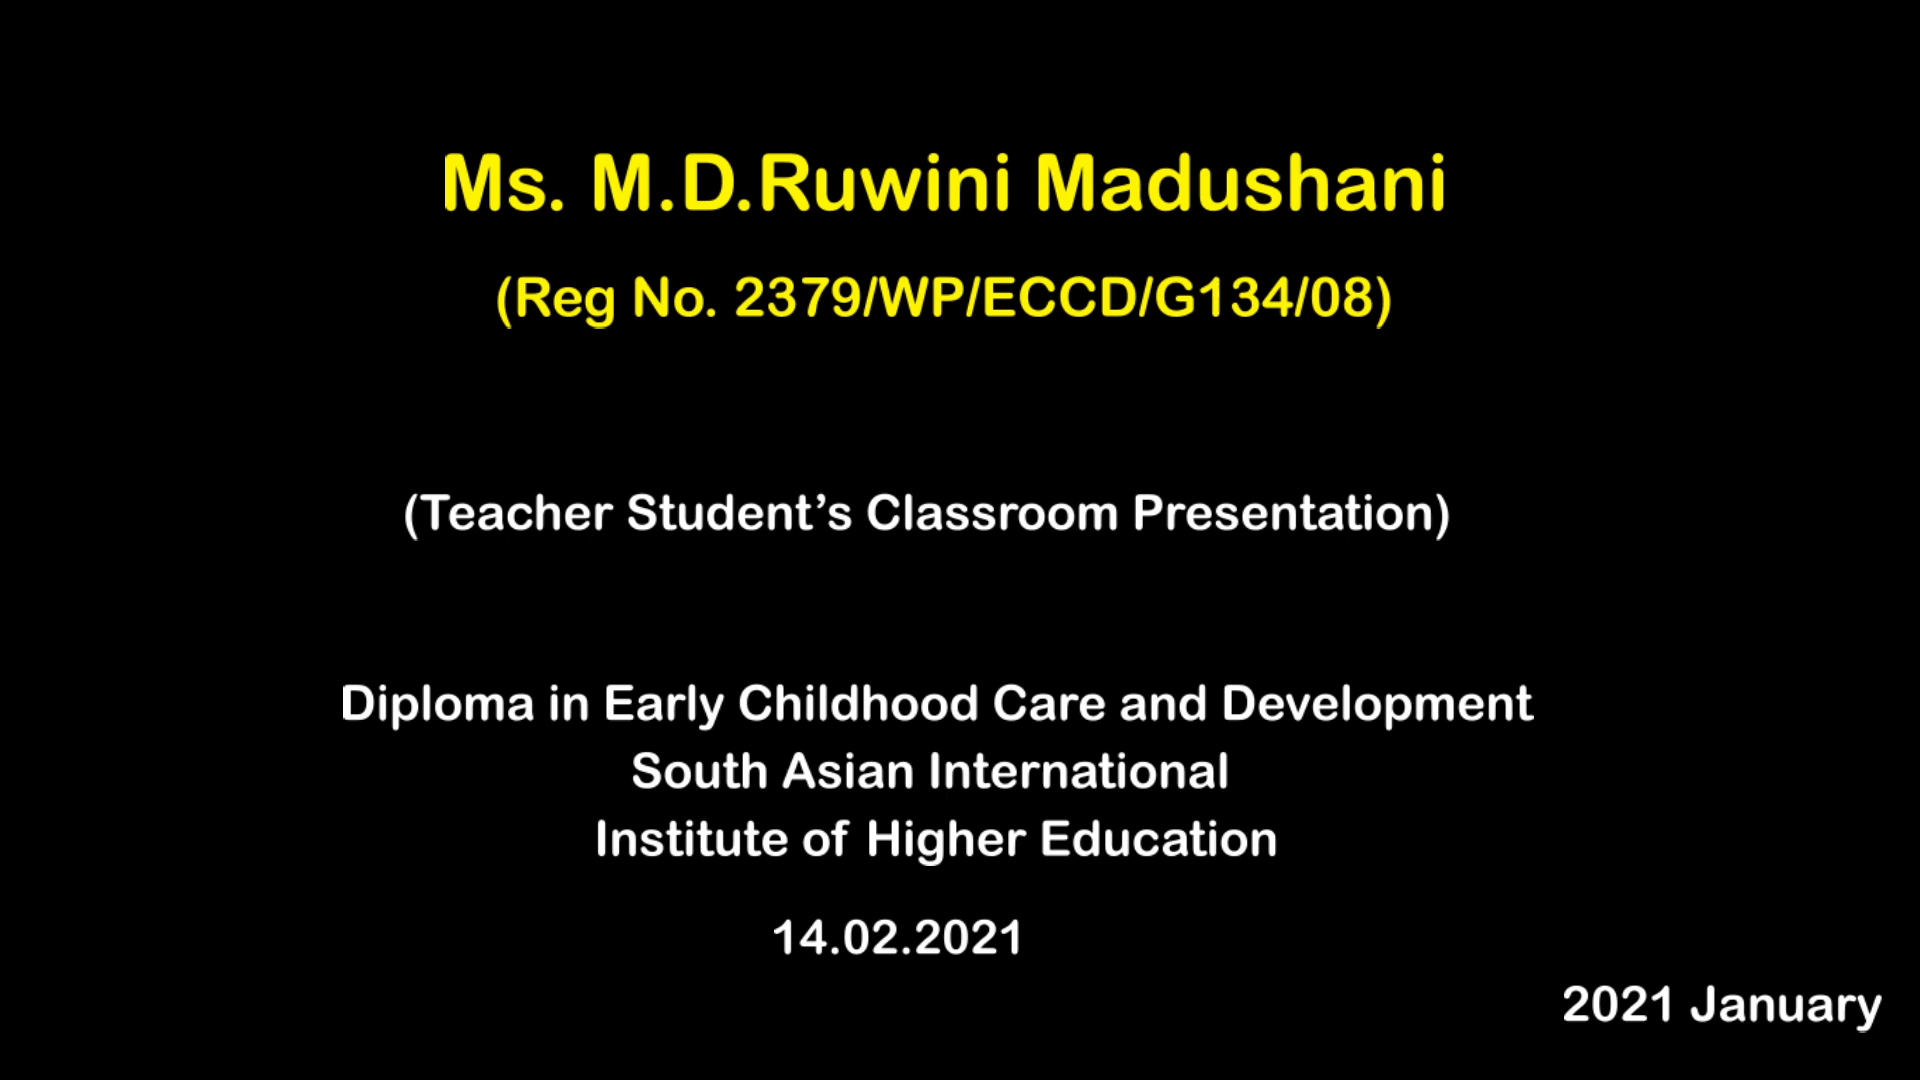 Ms. M.D.Ruwini Madushani
(Reg No. 2379/WP/ECCD/G134/08)
(Teacher Student’s Classroom Presentation)
Diploma in Early Childhood Care and Development
South Asian International
Institute of Higher Education
14.02.2021
2021 January